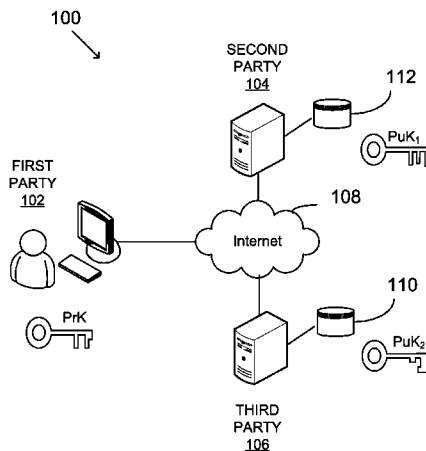 100
SECOND
PARTY
104
112
PuK₁
FIRST
PARTY
102
108
Internet
PrK
110
PuK₂
THIRD
PARTY
106